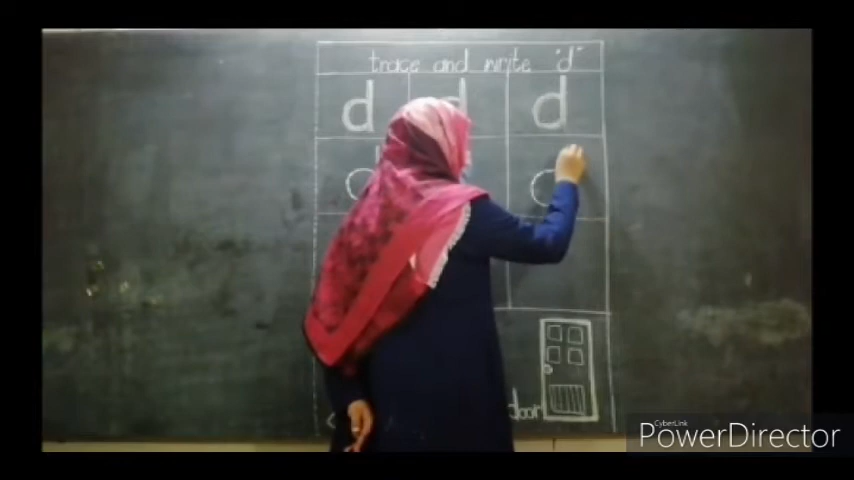 trace and write "d"
d d d
door
CyberLink
PowerDirector